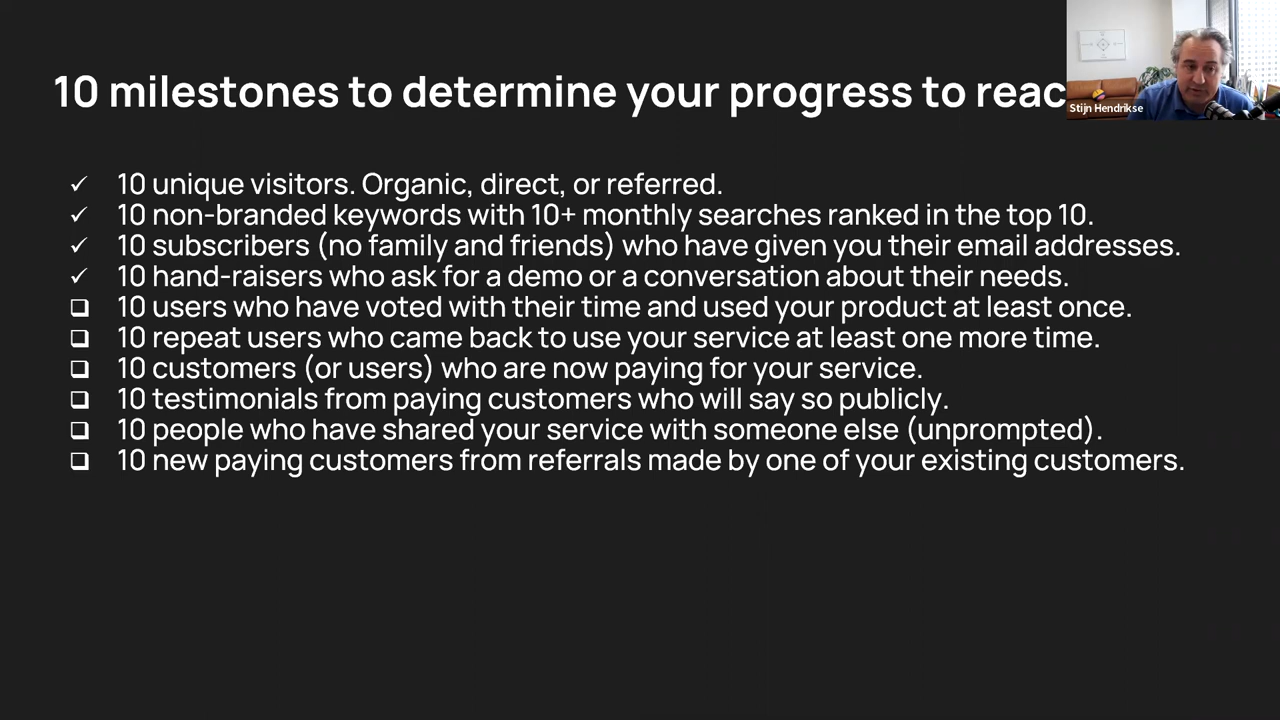 10 milestones to determine your progress to reac
Stijn Hendrikse
✓ 10 unique visitors. Organic, direct, or referred.
✓ 10 non-branded keywords with 10+ monthly searches ranked in the top 10.
✓ 10 subscribers (no family and friends) who have given you their email addresses.
✓ 10 hand-raisers who ask for a demo or a conversation about their needs.
❑ 10 users who have voted with their time and used your product at least once.
❑ 10 repeat users who came back to use your service at least one more time.
❑ 10 customers (or users) who are now paying for your service.
❑ 10 testimonials from paying customers who will say so publicly.
❑ 10 people who have shared your service with someone else (unprompted).
❑ 10 new paying customers from referrals made by one of your existing customers.